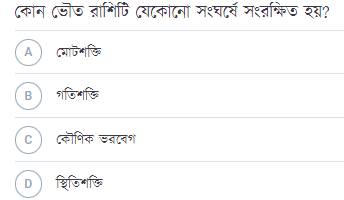 কোন ভৌত রাশিটি যেকোনো সংঘর্ষে সংরক্ষিত হয়?
A মোটশক্তি
B গতিশক্তি
C কৌণিক ভরবেগ
D স্থিতিশক্তি